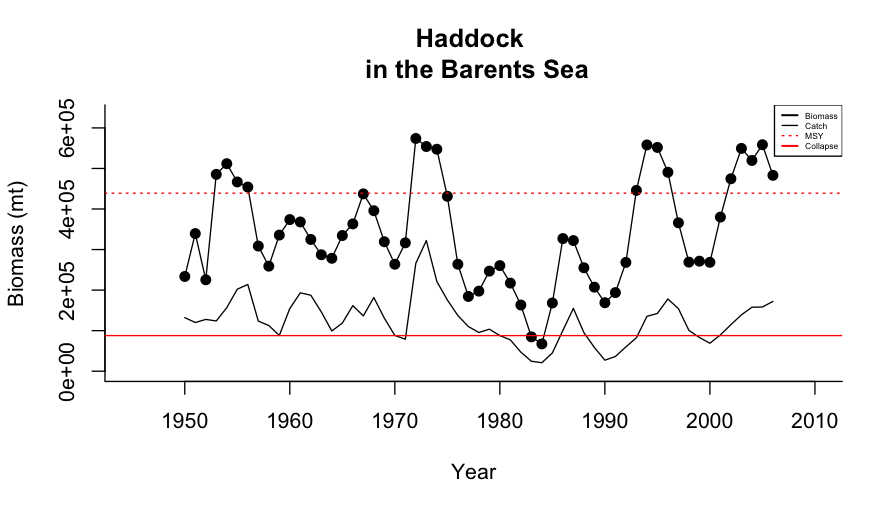 Haddock
in the Barents Sea
Biomass (mt)
6e+05
4e+05
2e+05
0e+00
Biomass
Catch
MSY
Collapse
1950 1960 1970 1980 1990 2000 2010
Year